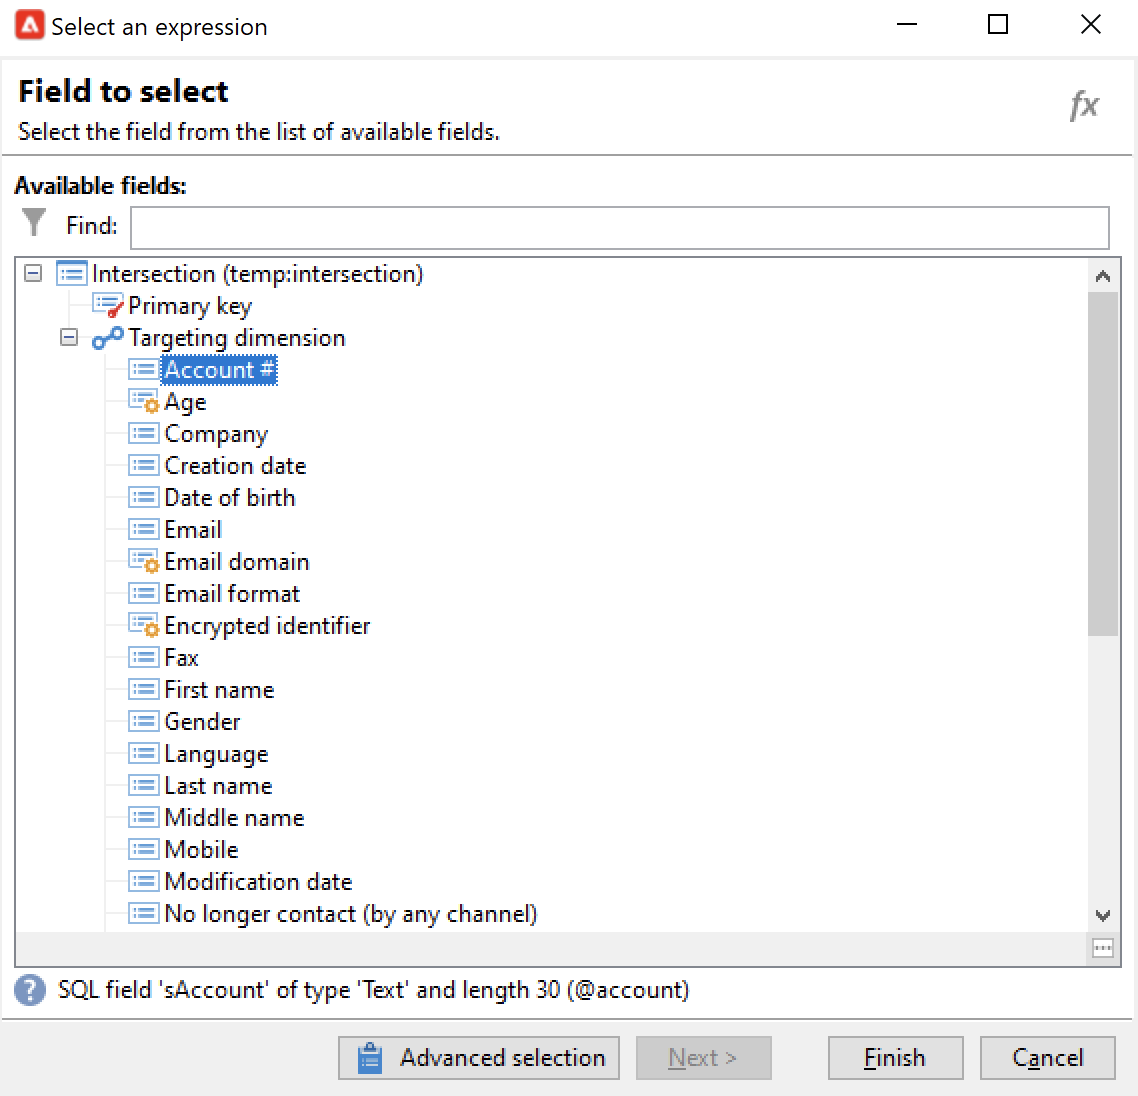 Select an expression
Field to select
fx
Select the field from the list of available fields.
Available fields:
Find:
Intersection (temp:intersection)
Primary key
Targeting dimension
Account #
Age
Company
Creation date
Date of birth
Email
Email domain
Email format
Encrypted identifier
Fax
First name
Gender
Language
Last name
Middle name
Mobile
Modification date
No longer contact (by any channel)
? SQL field 'sAccount' of type 'Text' and length 30 (@account)
Advanced selection Next > Finish Cancel